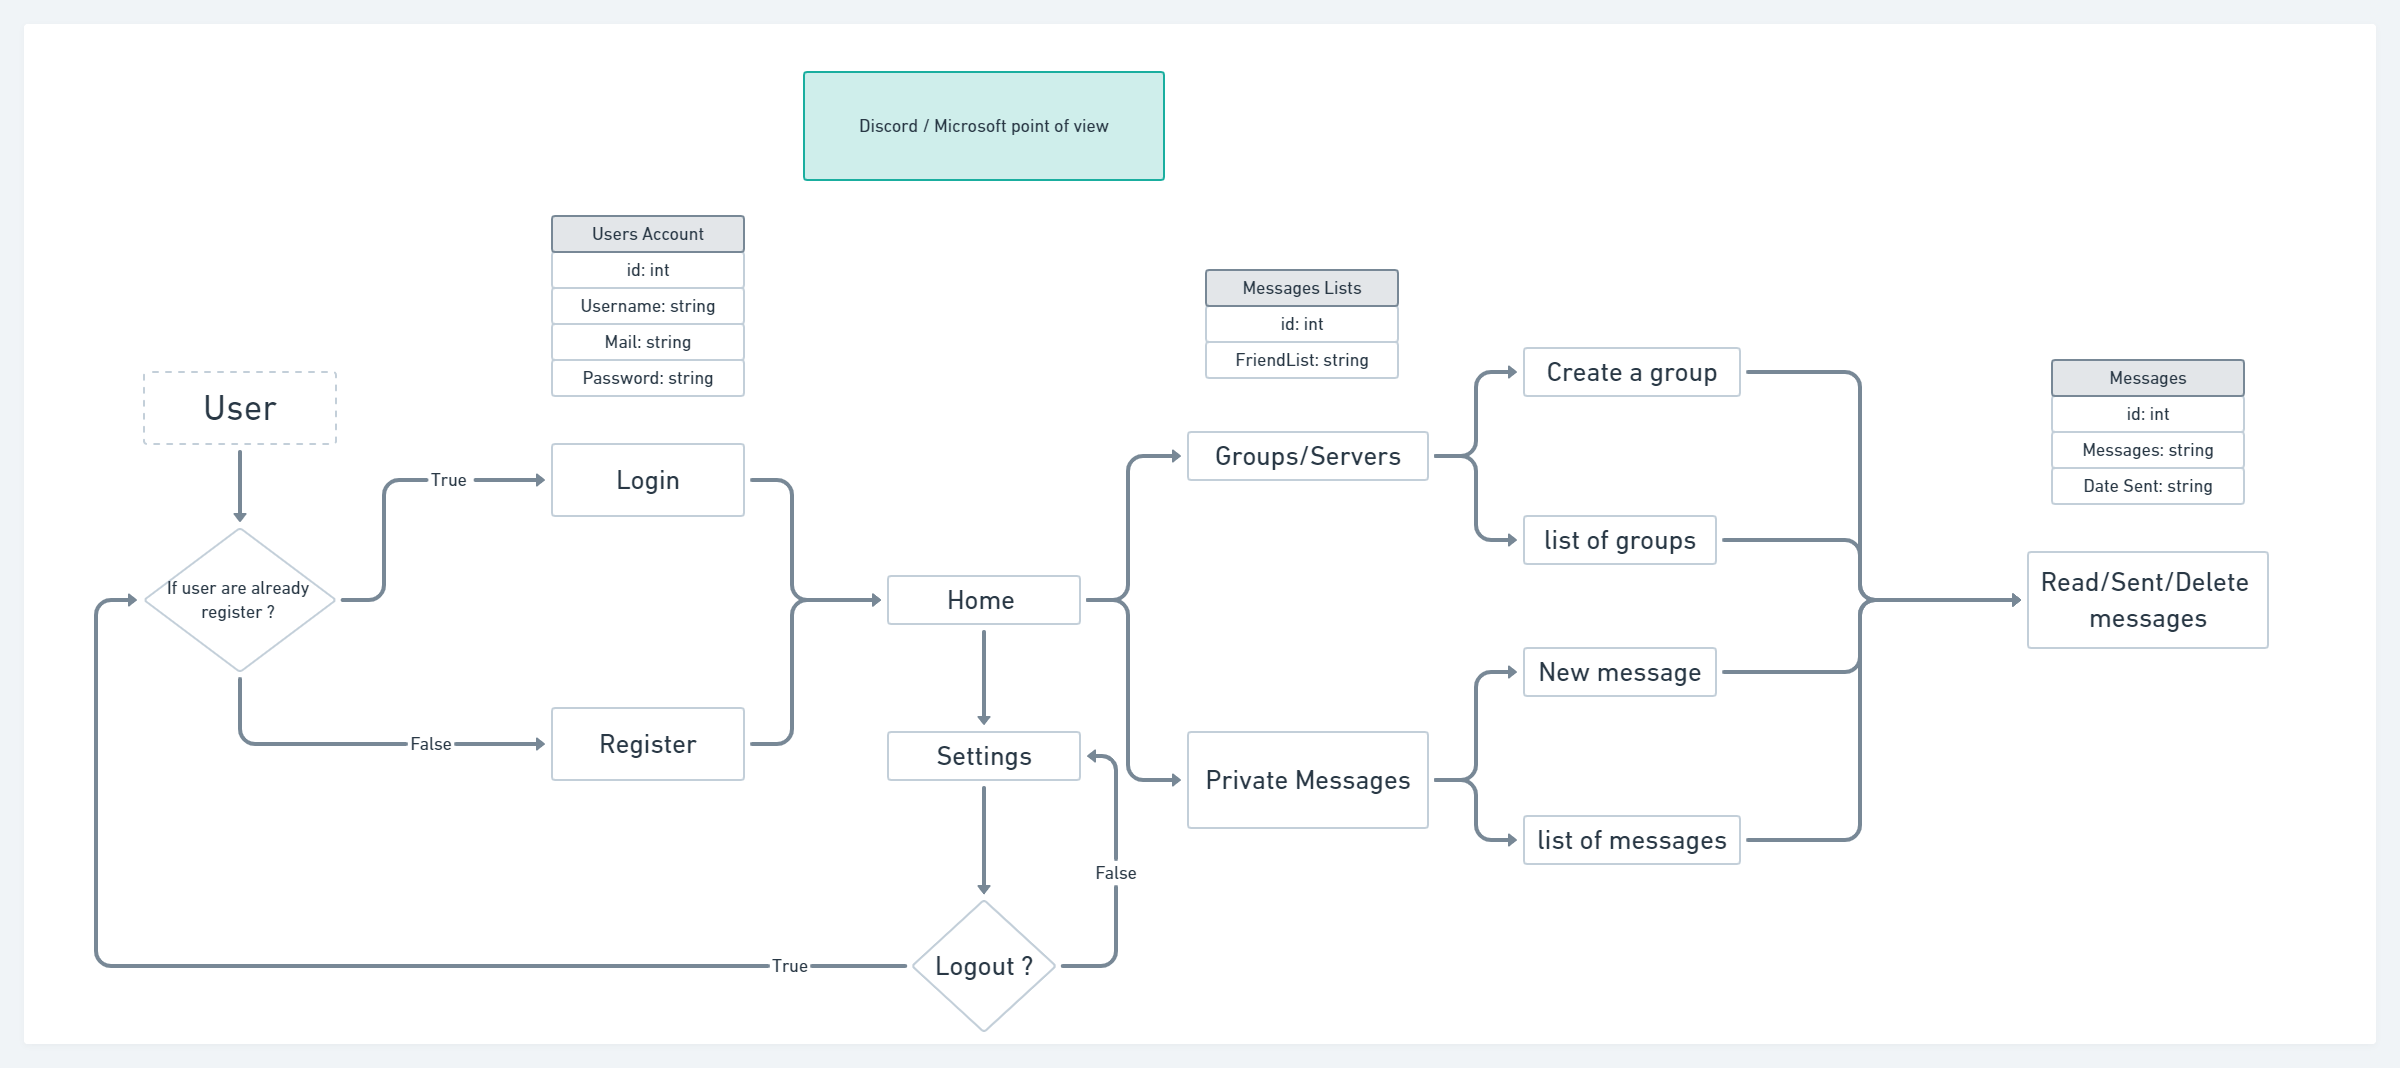 Discord / Microsoft point of view
Users Account
id: int
Username: string
Mail: string
Password: string
Messages Lists
id: int
FriendList: string
Messages
id: int
Messages: string
Date Sent: string
User
If user are already
register ?
True
False
Login
Register
Home
Settings
Logout ?
True
False
Groups/Servers
Private Messages
Create a group
list of groups
New message
list of messages
Read/Sent/Delete
messages